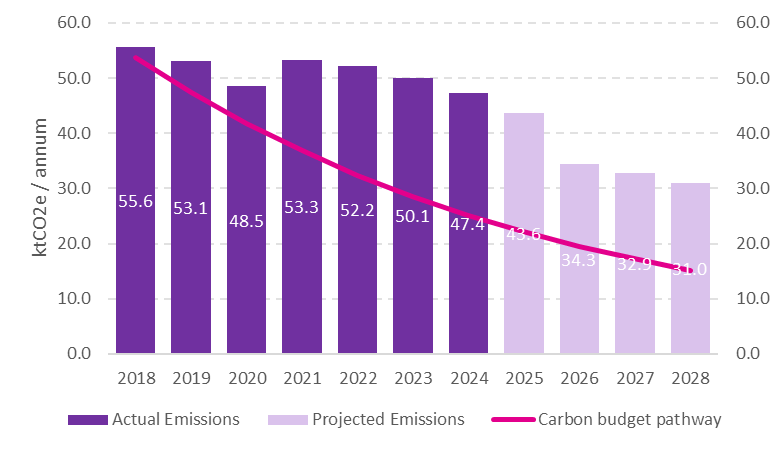 60.0 60.0
50.0 50.0
40.0 40.0
30.0 30.0
20.0 20.0
10.0 10.0
0.0 0.0
ktCO2e / annum
55.6 53.1 48.5 53.3 52.2 50.1 47.4 43.6 34.3 32.9 31.0
2018 2019 2020 2021 2022 2023 2024 2025 2026 2027 2028
Actual Emissions Projected Emissions Carbon budget pathway